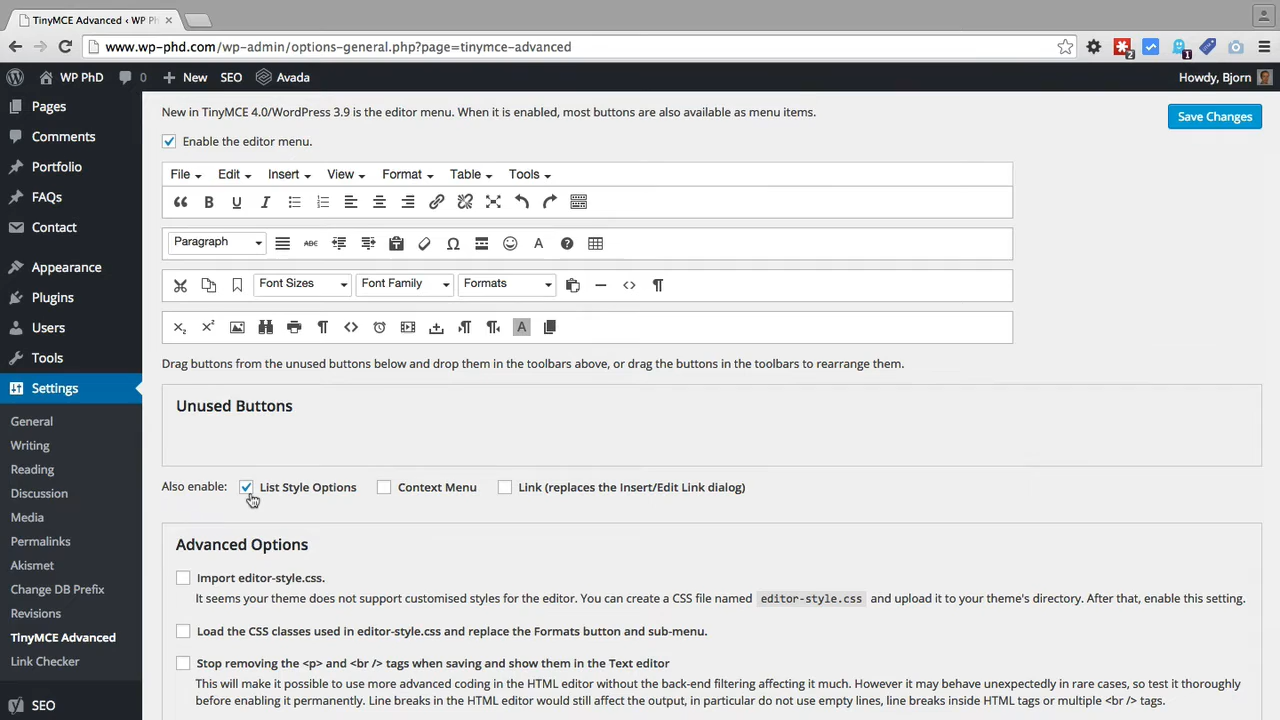 TinyMCE Advanced ‹ WP Ph
www.wp-phd.com/wp-admin/options-general.php?page=tinymce-advanced
2
1
WP PhD 0 New SEO Avada Howdy, Bjorn
Pages
Comments
Portfolio
FAQs
Contact
Appearance
Plugins
Users
Tools
Settings
General
Writing
Reading
Discussion
Media
Permalinks
Akismet
Change DB Prefix
Revisions
TinyMCE Advanced
Link Checker
SEO
New in TinyMCE 4.0/WordPress 3.9 is the editor menu. When it is enabled, most buttons are also available as menu items.
Save Changes
Enable the editor menu.
File Edit Insert View Format Table Tools
B U I
Paragraph ABC Ω A
Font Sizes Font Family Formats
A
Drag buttons from the unused buttons below and drop them in the toolbars above, or drag the buttons in the toolbars to rearrange them.
Unused Buttons
Also enable: List Style Options Context Menu Link (replaces the Insert/Edit Link dialog)
Advanced Options
Import editor-style.css.
It seems your theme does not support customised styles for the editor. You can create a CSS file named editor-style.css and upload it to your theme's directory. After that, enable this setting.
Load the CSS classes used in editor-style.css and replace the Formats button and sub-menu.
Stop removing the <p> and <br /> tags when saving and show them in the Text editor
This will make it possible to use more advanced coding in the HTML editor without the back-end filtering affecting it much. However it may behave unexpectedly in rare cases, so test it thoroughly
before enabling it permanently. Line breaks in the HTML editor would still affect the output, in particular do not use empty lines, line breaks inside HTML tags or multiple <br /> tags.